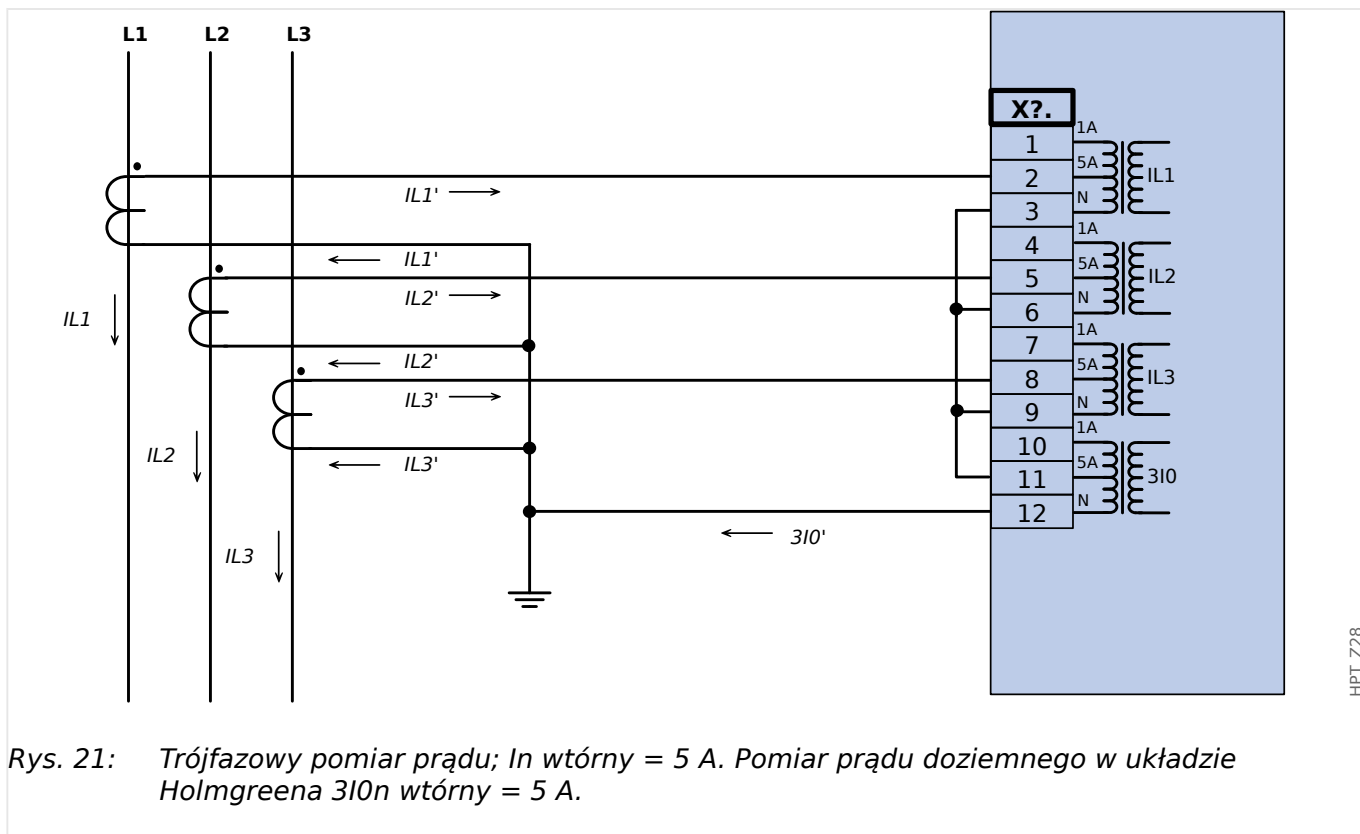 L1 L2 L3
X?.
1
2
3
4
5
6
7
8
9
10
11
12
1A
5A
N
IL1
1A
5A
N
IL2
1A
5A
N
IL3
1A
5A
N
3I0
IL1'
IL1'
IL2'
IL2'
IL3'
IL3'
3I0'
IL1
IL2
IL3
HPT_Z28
Rys. 21: Trójfazowy pomiar prądu; In wtórny = 5 A. Pomiar prądu doziemnego w układzie
Holmgreena 3I0n wtórny = 5 A.